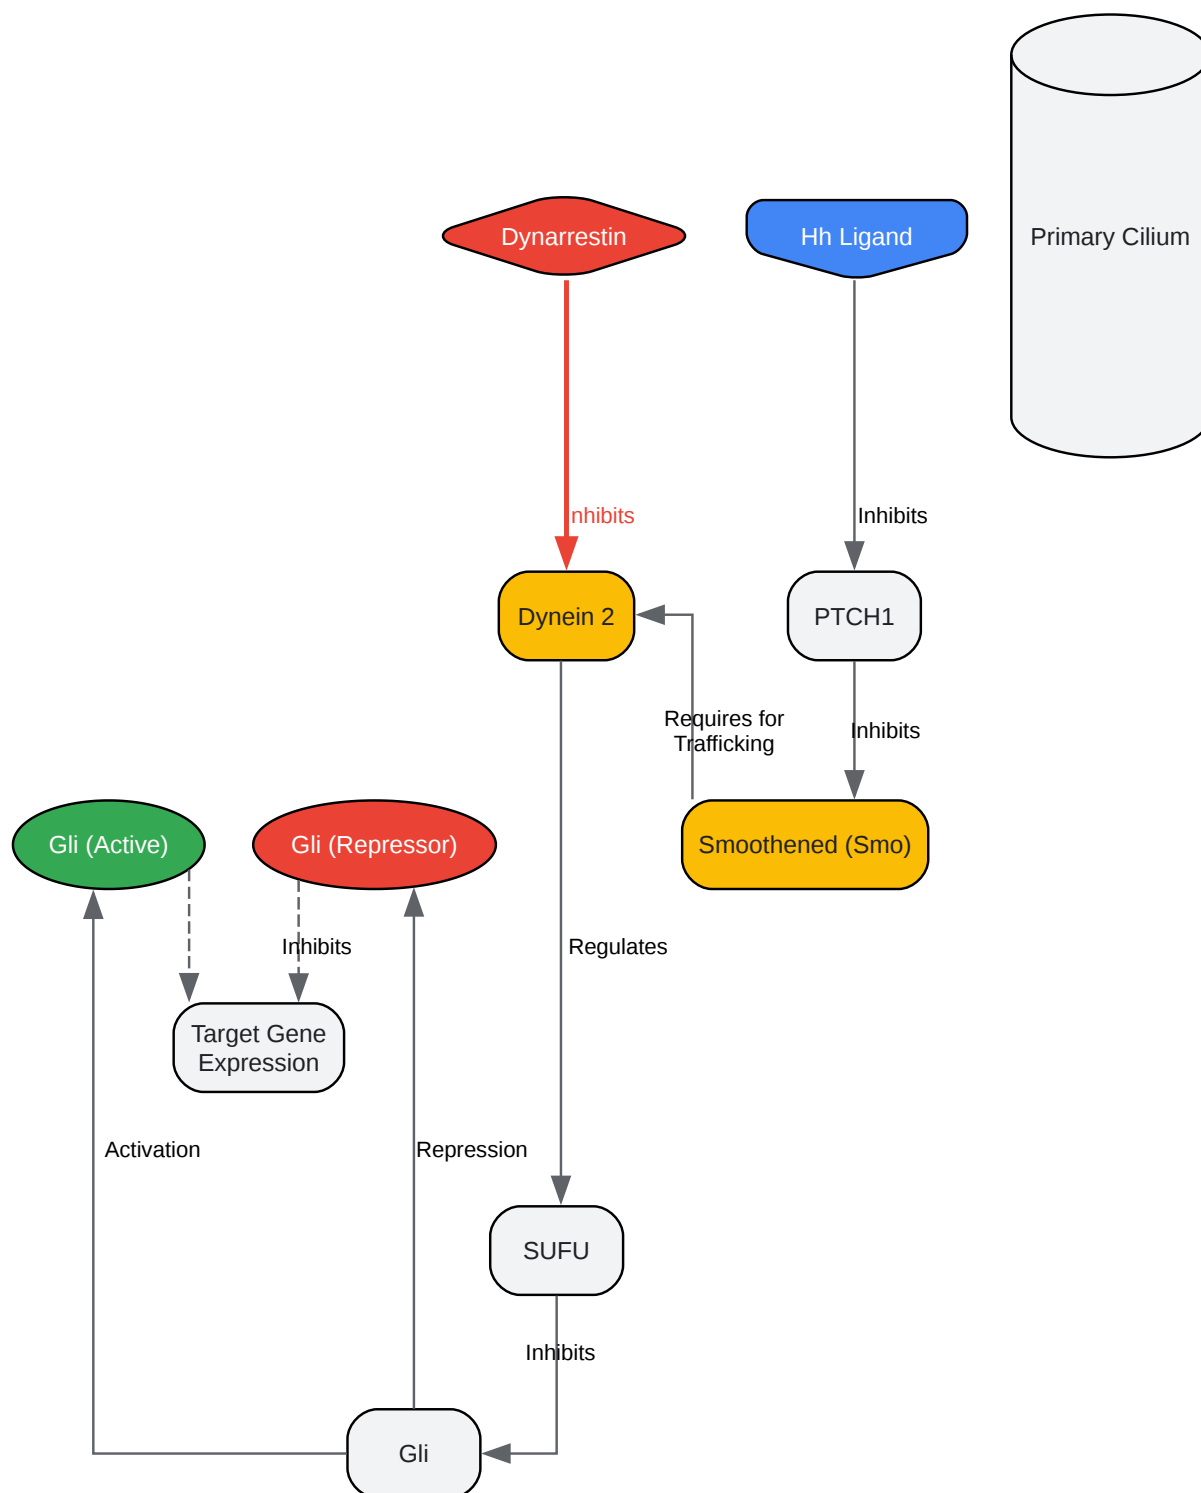 Dynarrestin
Hh Ligand
Primary Cilium
nhibits
Inhibits
Dynein 2
PTCH1
Requires for
Trafficking
Inhibits
Gli (Active)
Gli (Repressor)
Smoothened (Smo)
Inhibits
Regulates
Target Gene
Expression
Activation
Repression
SUFU
Inhibits
Gli